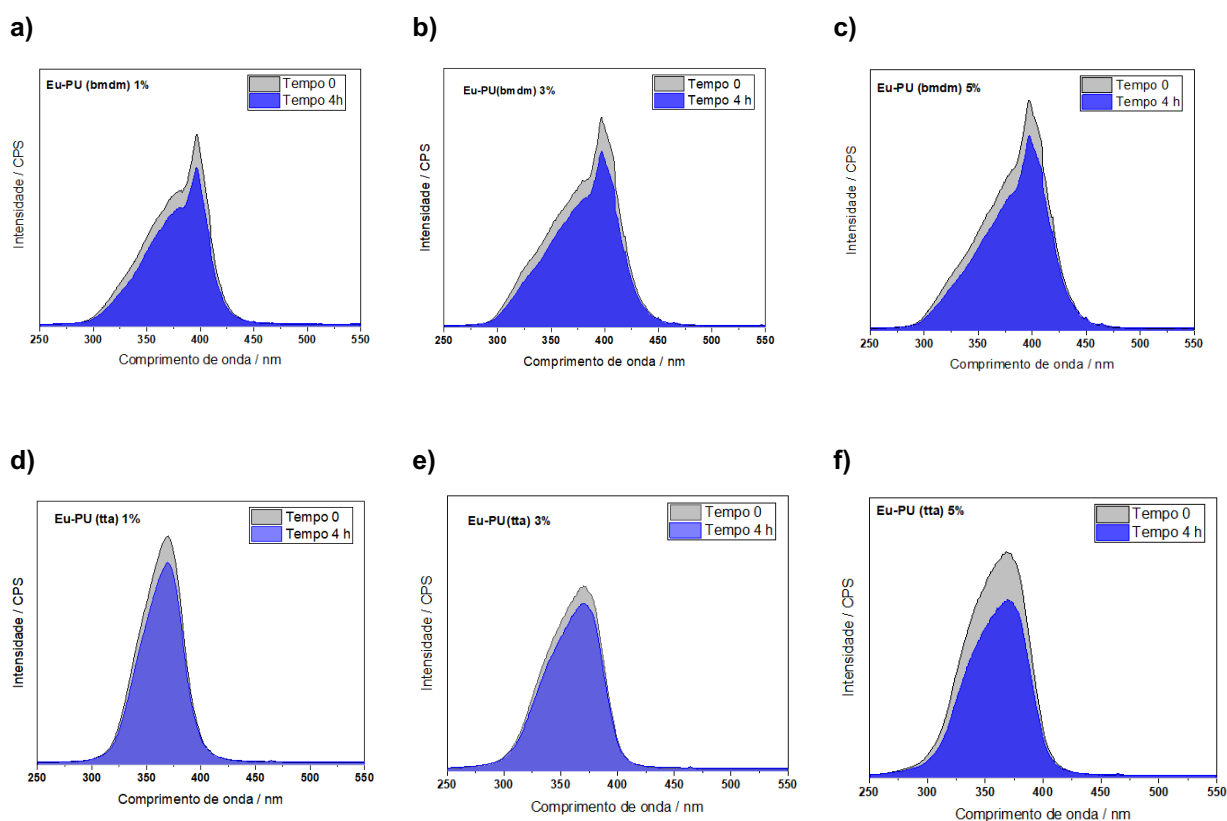 a)
Eu-PU (bmdm) 1%
Tempo 0
Tempo 4h
Intensidade / CPS
250 300 350 400 450 500 550
Comprimento de onda / nm
b)
Eu-PU(bmdm) 3%
Tempo 0
Tempo 4 h
Intensidade / CPS
250 300 350 400 450 500 550
Comprimento de onda / nm
c)
Eu-PU (bmdm) 5%
Tempo 0
Tempo 4 h
Intensidade / CPS
250 300 350 400 450 500 550
Comprimento de onda / nm
d)
Eu-PU (tta) 1%
Tempo 0
Tempo 4 h
Intensidade / CPS
250 300 350 400 450 500 550
Comprimento de onda / nm
e)
Eu-PU(tta) 3%
Tempo 0
Tempo 4 h
Intensidade / CPS
250 300 350 400 450 500 550
Comprimento de onda / nm
f)
Eu-PU (tta) 5%
Tempo 0
Tempo 4 h
Intensidade / CPS
250 300 350 400 450 500 550
Comprimento de onda / nm